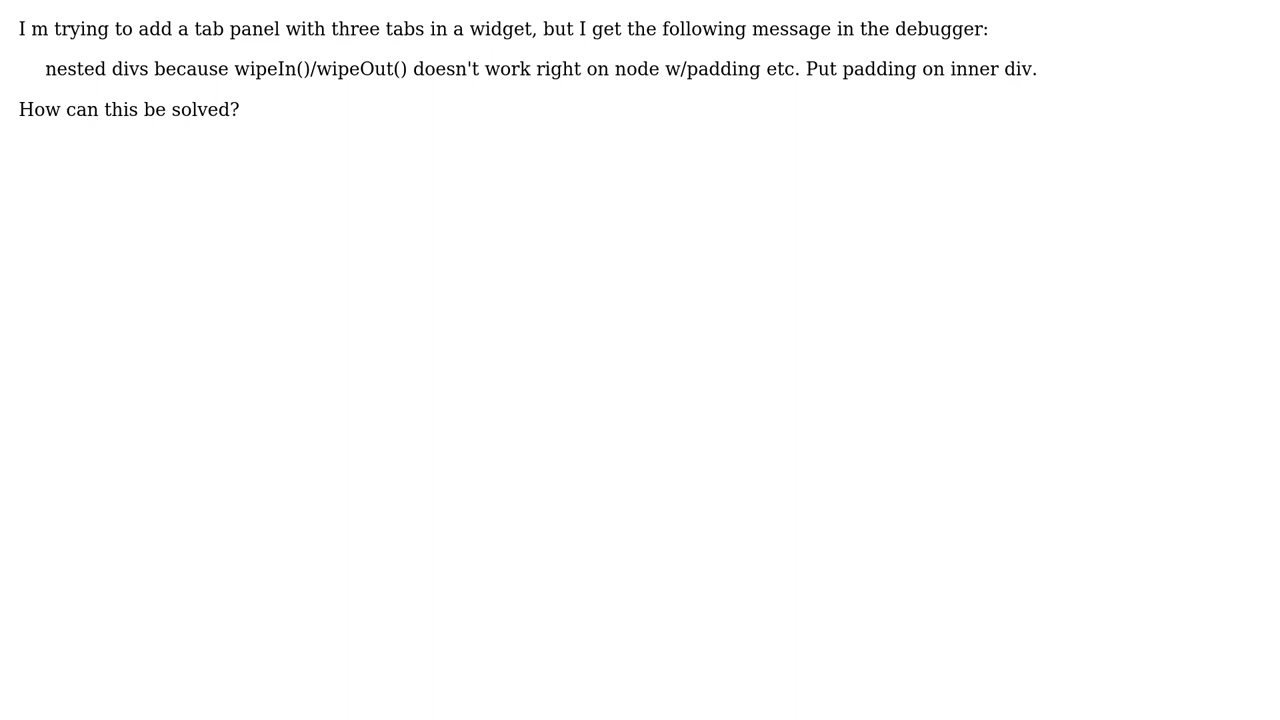 I m trying to add a tab panel with three tabs in a widget, but I get the following message in the debugger:
nested divs because wipeIn()/wipeOut() doesn't work right on node w/padding etc. Put padding on inner div.
How can this be solved?